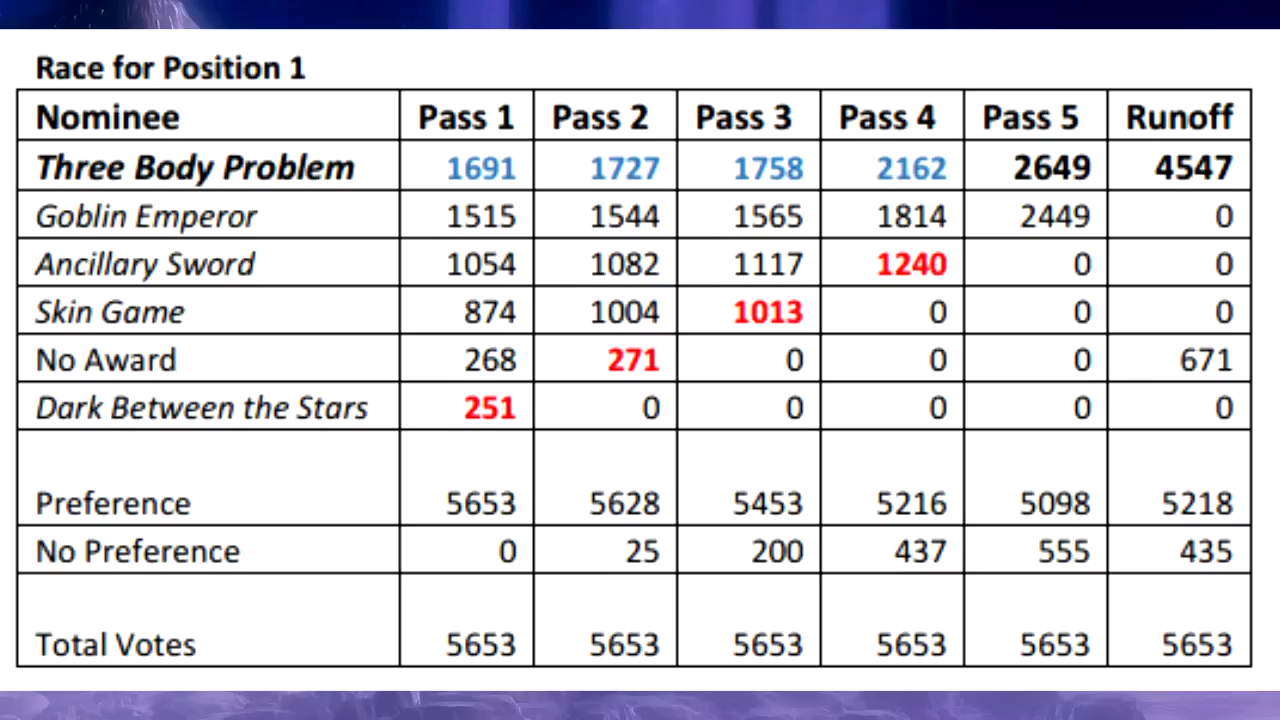 Race for Position 1
Nominee Pass 1 Pass 2 Pass 3 Pass 4 Pass 5 Runoff
Three Body Problem 1691 1727 1758 2162 2649 4547
Goblin Emperor 1515 1544 1565 1814 2449 0
Ancillary Sword 1054 1082 1117 1240 0 0
Skin Game 874 1004 1013 0 0 0
No Award 268 271 0 0 0 671
Dark Between the Stars 251 0 0 0 0 0
Preference 5653 5628 5453 5216 5098 5218
No Preference 0 25 200 437 555 435
Total Votes 5653 5653 5653 5653 5653 5653